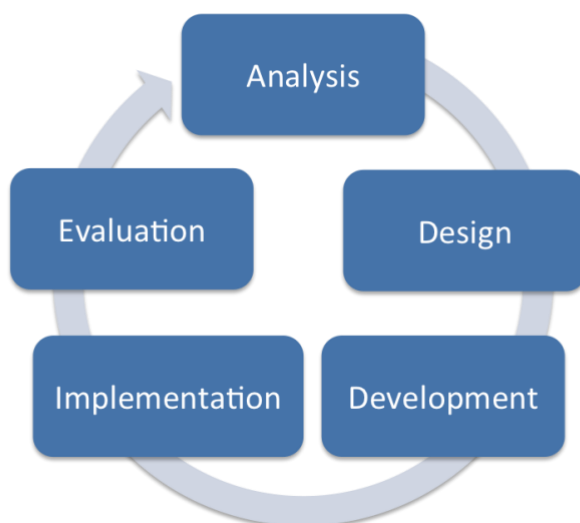 Analysis
Design
Development
Implementation
Evaluation